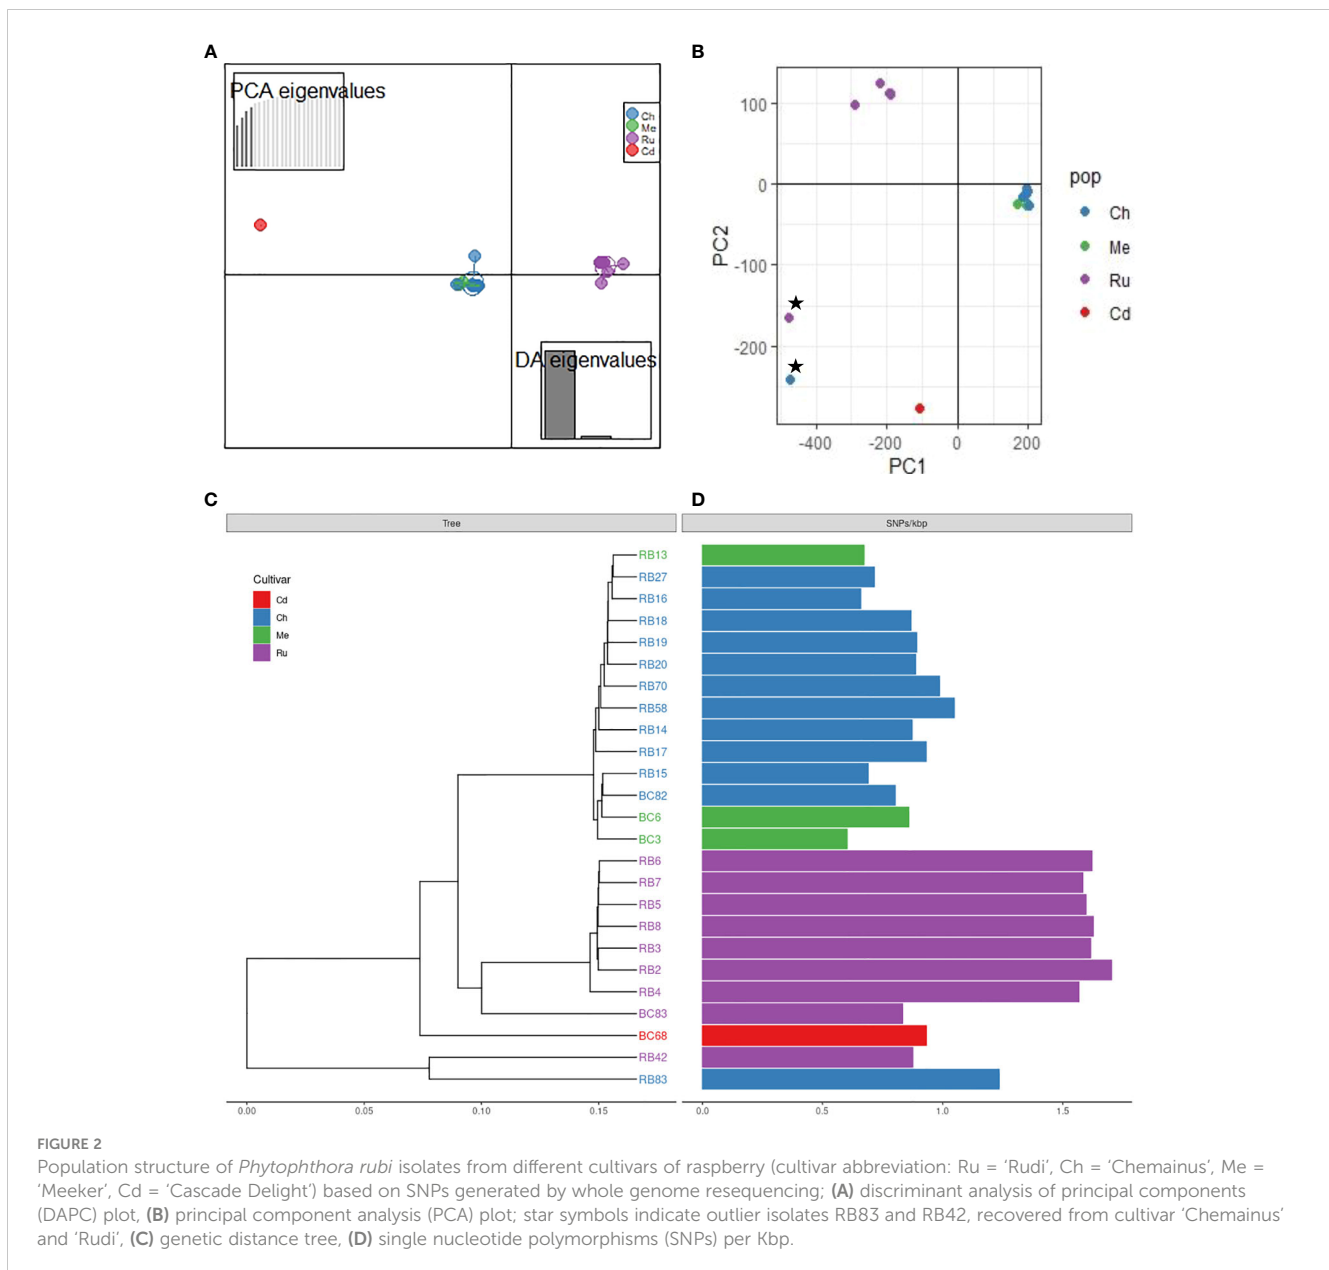 A
B
PCA eigenvalues
Ch
Me
Ru
Cd
DA eigenvalues
100
0
-100
-200
PC2
-400
-200
0
200
PC1
pop
Ch
Me
Ru
Cd
C
D
Tree
SNPs/kbp
Cultivar
Cd
Ch
Me
Ru
RB13
RB27
RB16
RB18
RB19
RB20
RB70
RB58
RB14
RB17
RB15
BC82
BC6
BC3
RB6
RB7
RB5
RB8
RB3
RB2
RB4
BC83
BC68
RB42
RB83
0.00
0.05
0.10
0.15
0.0
0.5
1.0
1.5
FIGURE 2
Population structure of Phytophthora rubi isolates from different cultivars of raspberry (cultivar abbreviation: Ru = ‘Rudi’, Ch = ‘Chemainus’, Me =
‘Meeker’, Cd = ‘Cascade Delight’) based on SNPs generated by whole genome resequencing; (A) discriminant analysis of principal components
(DAPC) plot, (B) principal component analysis (PCA) plot; star symbols indicate outlier isolates RB83 and RB42, recovered from cultivar ‘Chemainus’
and ‘Rudi’, (C) genetic distance tree, (D) single nucleotide polymorphisms (SNPs) per Kbp.